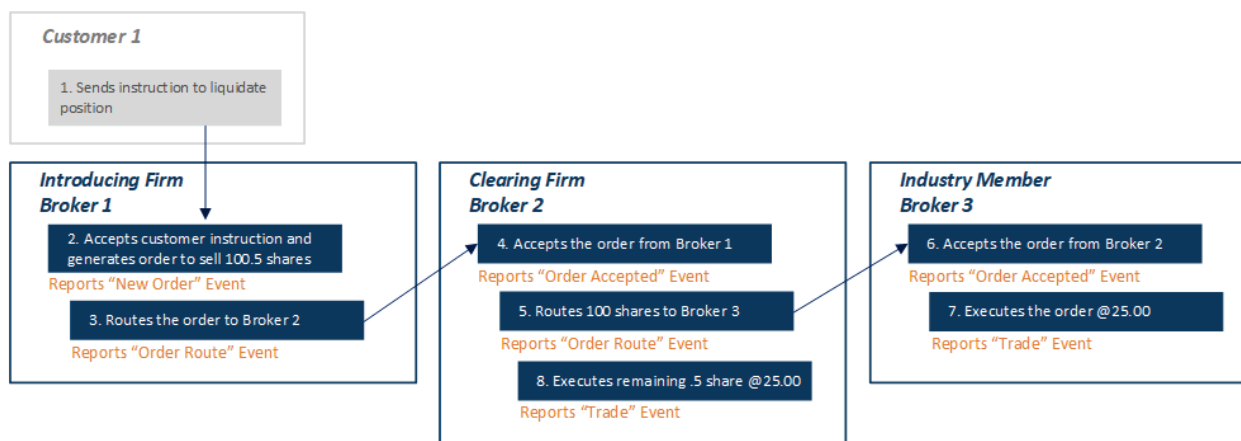 Customer 1
1. Sends instruction to liquidate
position
Introducing Firm
Broker 1
2. Accepts customer instruction and
generates order to sell 100.5 shares
Reports “New Order” Event
3. Routes the order to Broker 2
Reports “Order Route” Event
Clearing Firm
Broker 2
4. Accepts the order from Broker 1
Reports “Order Accepted” Event
5. Routes 100 shares to Broker 3
Reports “Order Route” Event
8. Executes remaining .5 share @25.00
Reports “Trade” Event
Industry Member
Broker 3
6. Accepts the order from Broker 2
Reports “Order Accepted” Event
7. Executes the order @25.00
Reports “Trade” Event